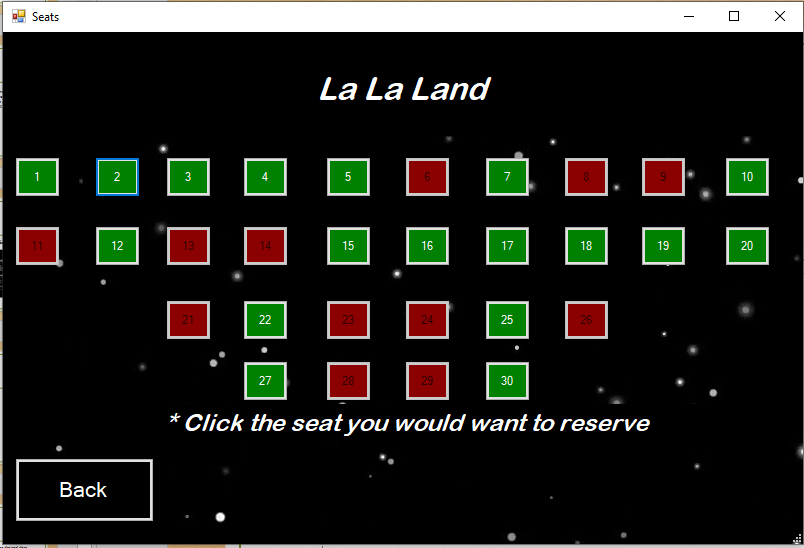 Seats
La La Land
1 2 3 4 5 6 7 8 9 10
11 12 13 14 15 16 17 18 19 20
21 22 23 24 25 26
27 28 29 30
* Click the seat you would want to reserve
Back